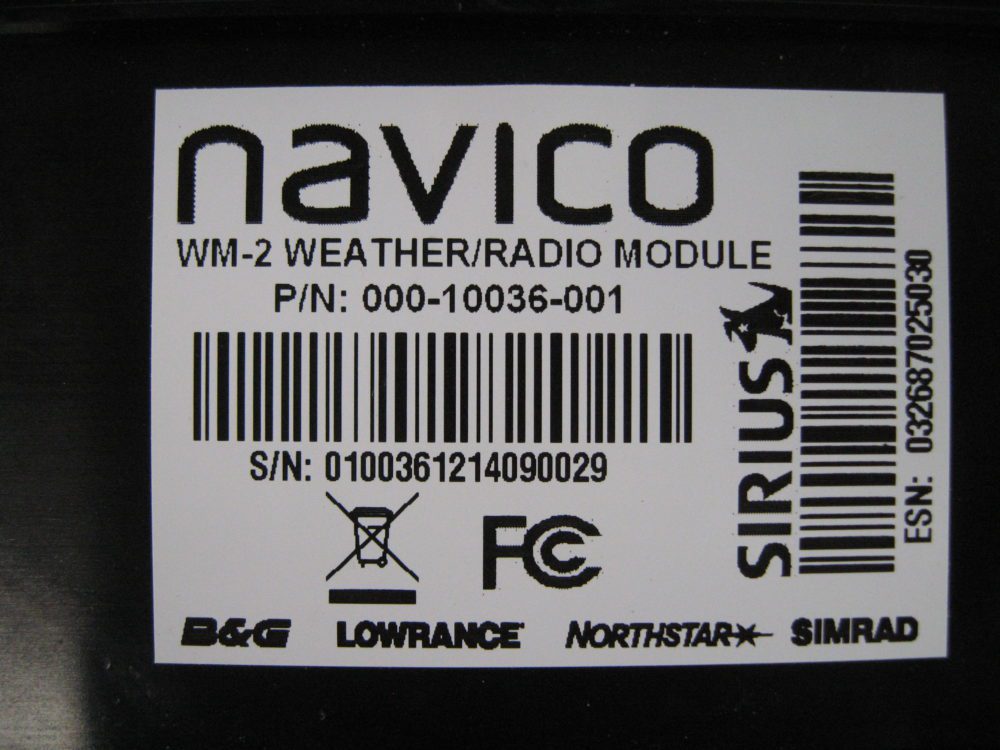 navico
WM-2 WEATHER/RADIO MODULE
P/N: 000-10036-001
S/N: 0100361214090029
FC
B&G LOWRANCE NORTHSTAR SIMRAD
SIRIUS
ESN: 032687025030